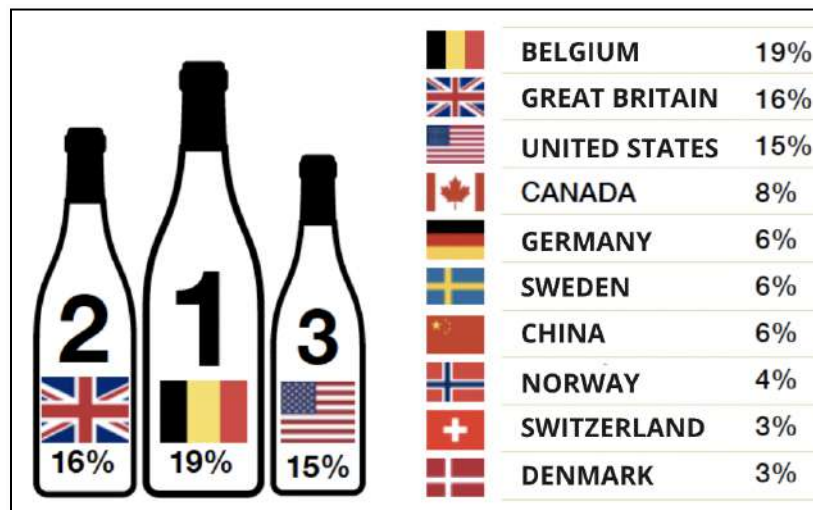 2
16%
1
19%
3
15%
BELGIUM 19%
GREAT BRITAIN 16%
UNITED STATES 15%
CANADA 8%
GERMANY 6%
SWEDEN 6%
CHINA 6%
NORWAY 4%
SWITZERLAND 3%
DENMARK 3%